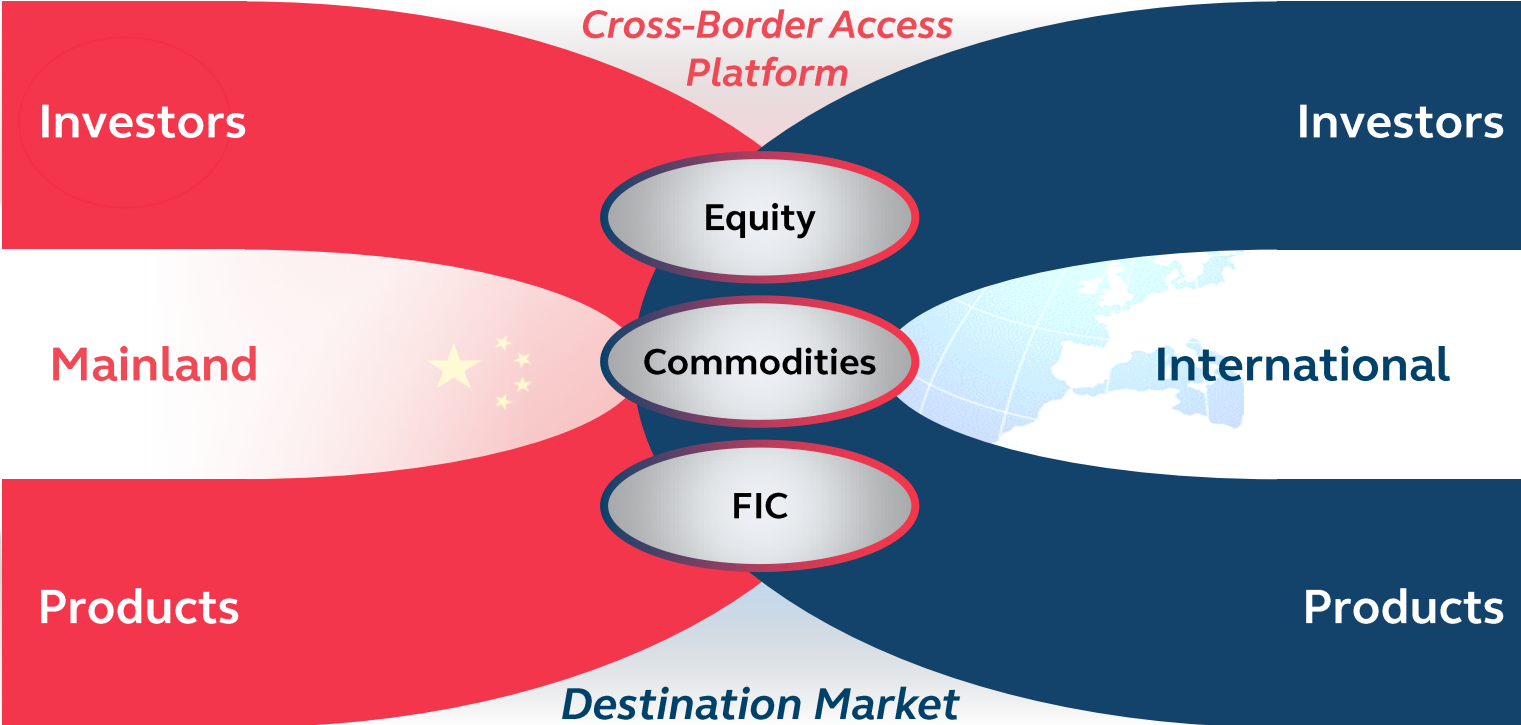 Cross-Border Access
Platform
Investors
Investors
Equity
Mainland
Commodities
International
FIC
Products
Products
Destination Market